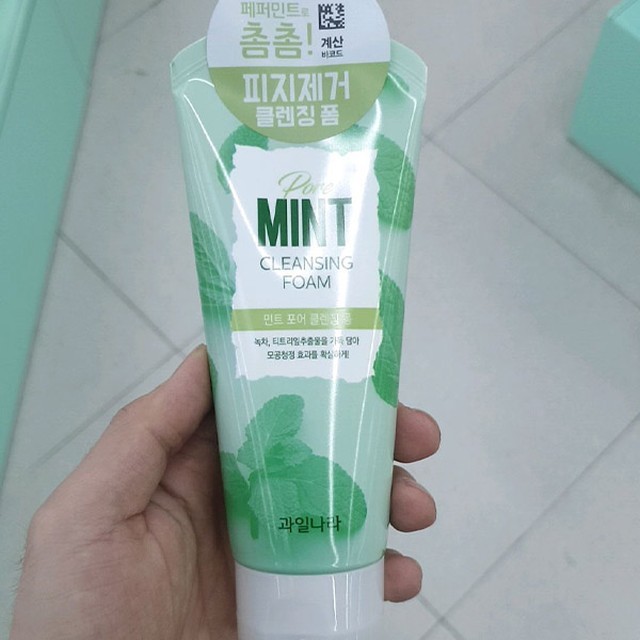 페퍼민트로
촘촘!
계산
바코드
피지제거
클렌징 폼
Pore
MINT
CLEANSING
FOAM
민트 포어 클렌징 폼
녹차, 티트리잎추출물을 가득 담아
모공청정 효과를 확실하게!
과일나라